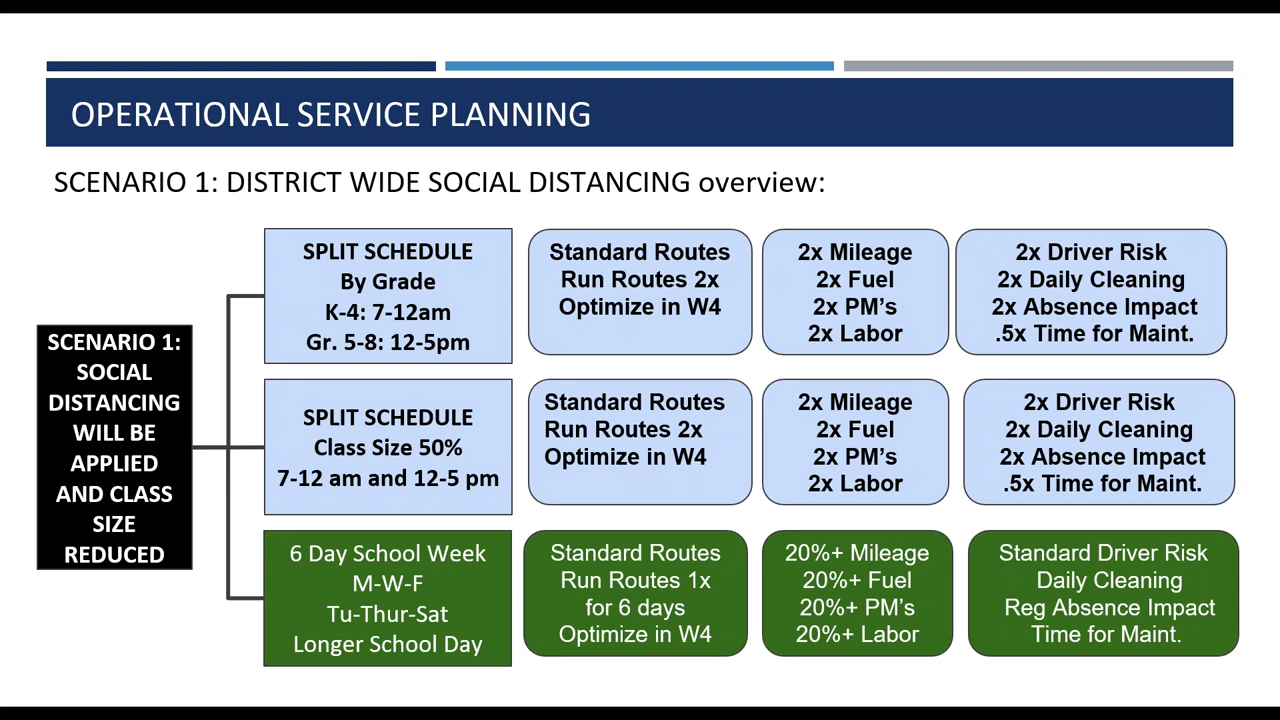 OPERATIONAL SERVICE PLANNING
SCENARIO 1: DISTRICT WIDE SOCIAL DISTANCING overview:
SCENARIO 1:
SOCIAL
DISTANCING
WILL BE
APPLIED
AND CLASS
SIZE
REDUCED
SPLIT SCHEDULE
By Grade
K-4: 7-12am
Gr. 5-8: 12-5pm
Standard Routes
Run Routes 2x
Optimize in W4
2x Mileage
2x Fuel
2x PM’s
2x Labor
2x Driver Risk
2x Daily Cleaning
2x Absence Impact
.5x Time for Maint.
SPLIT SCHEDULE
Class Size 50%
7-12 am and 12-5 pm
Standard Routes
Run Routes 2x
Optimize in W4
2x Mileage
2x Fuel
2x PM’s
2x Labor
2x Driver Risk
2x Daily Cleaning
2x Absence Impact
.5x Time for Maint.
6 Day School Week
M-W-F
Tu-Thur-Sat
Longer School Day
Standard Routes
Run Routes 1x
for 6 days
Optimize in W4
20%+ Mileage
20%+ Fuel
20%+ PM’s
20%+ Labor
Standard Driver Risk
Daily Cleaning
Reg Absence Impact
Time for Maint.